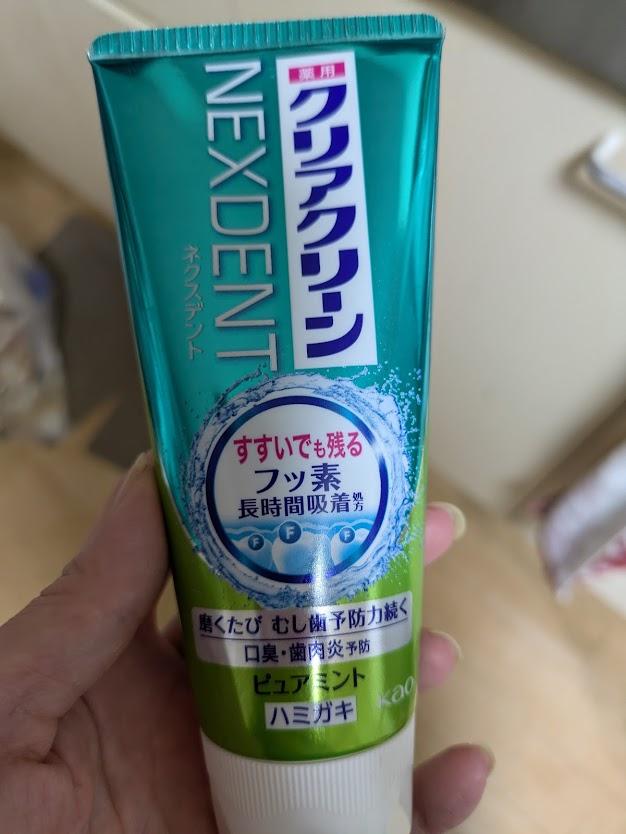 薬用
クリアクリーン
NEXDENT
ネクスデント
すすいでも残る
フッ素
長時間吸着処方
F F F
磨くたび むし歯予防力続く
口臭・歯肉炎予防
ピュアミント
ハミガキ
Kao